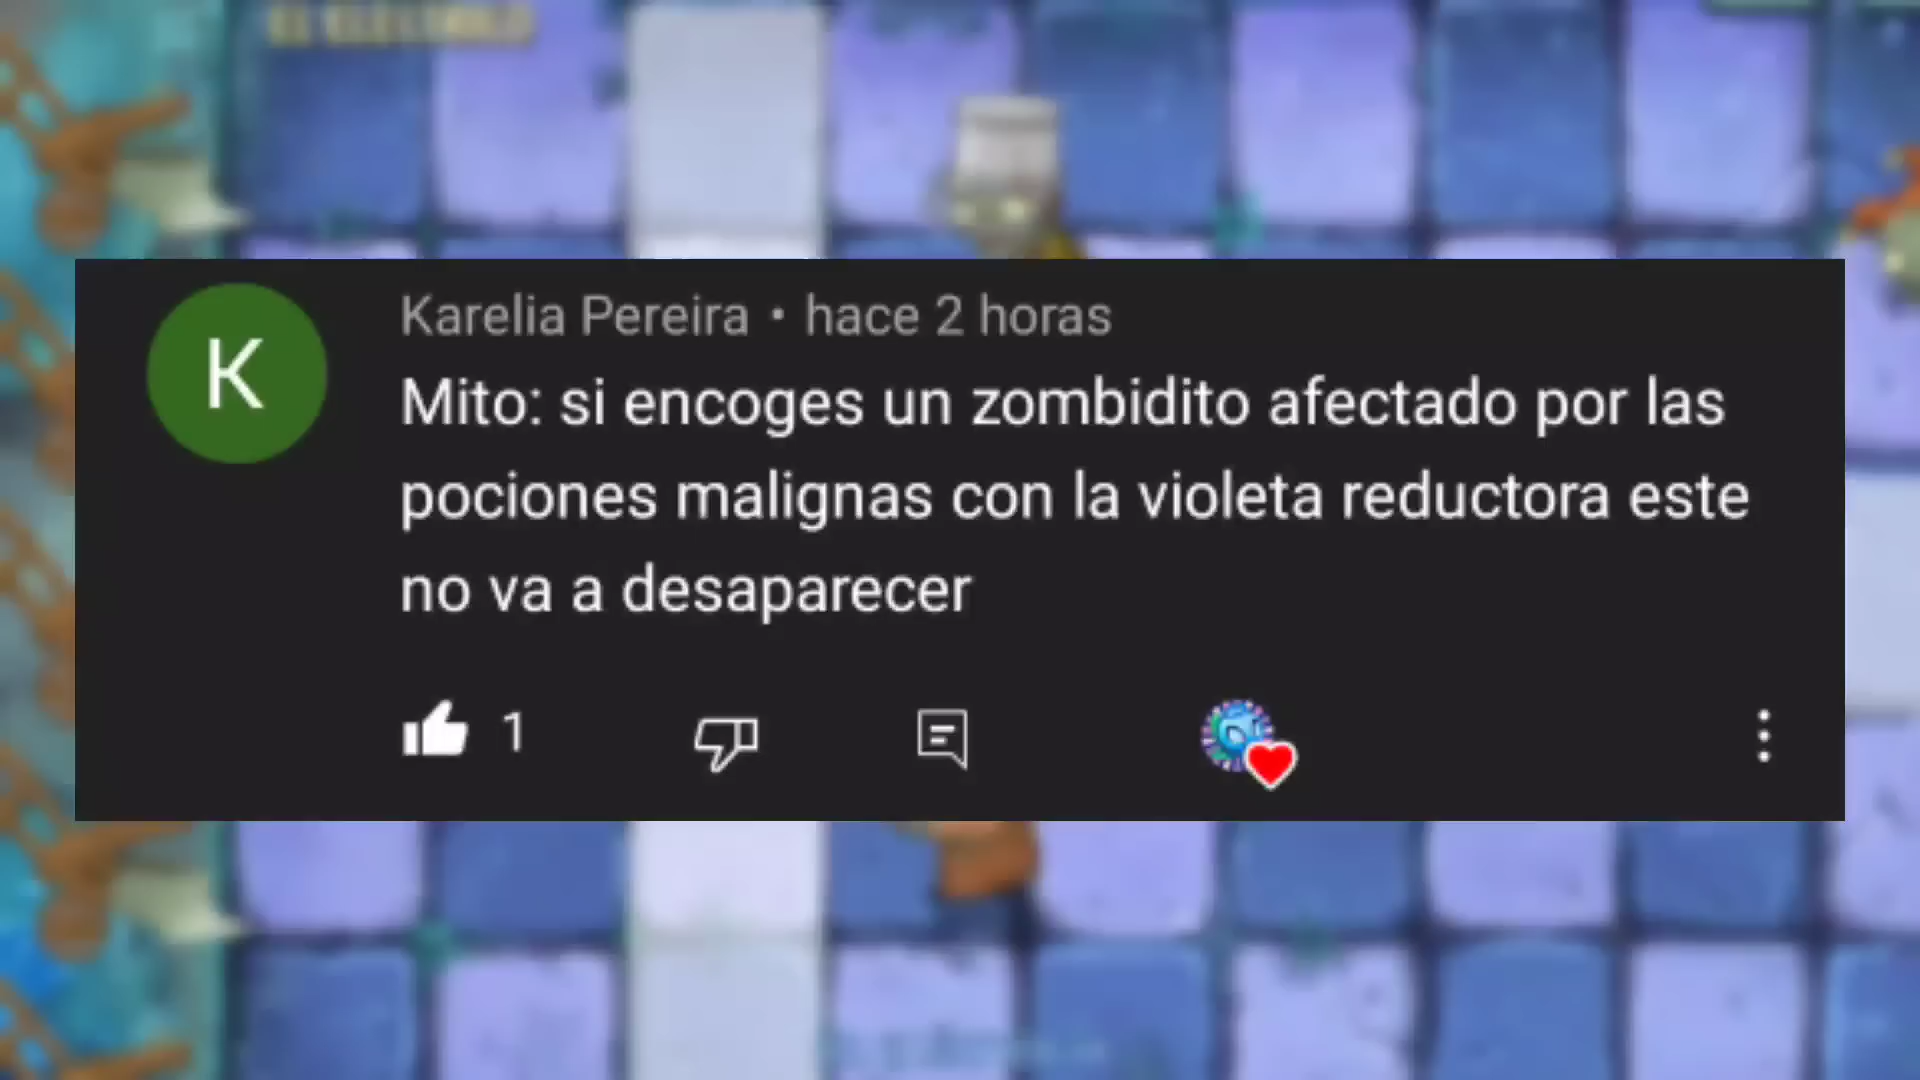 Karelia Pereira • hace 2 horas
Mito: si encoges un zombidito afectado por las
pociones malignas con la violeta reductora este
no va a desaparecer
K
1